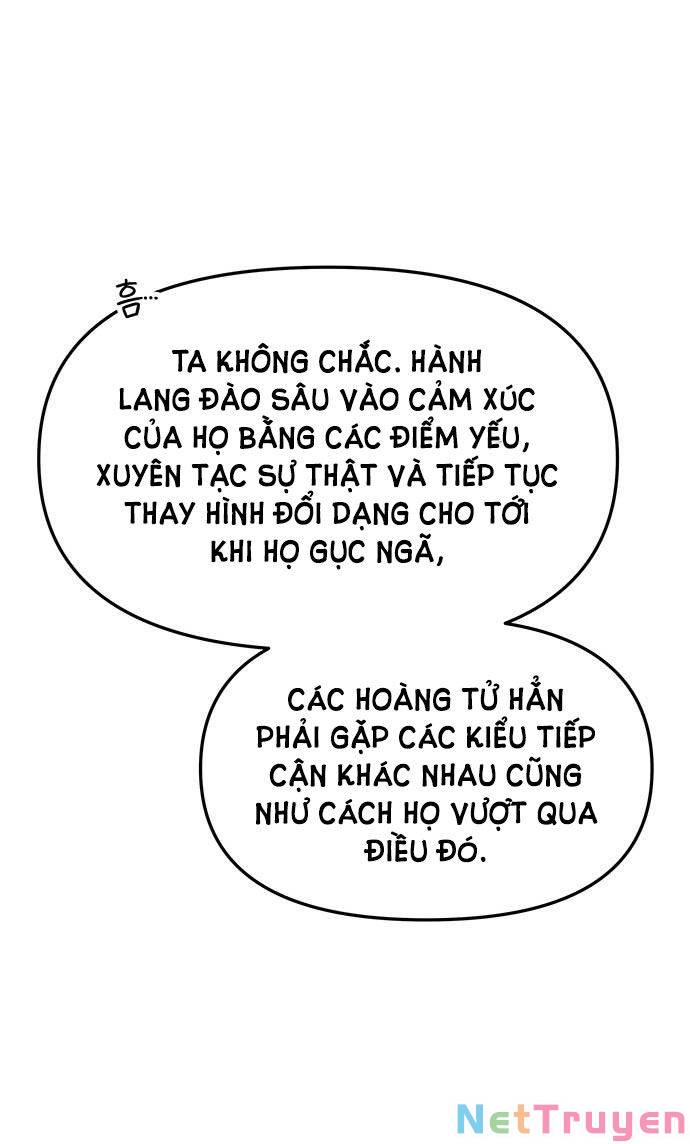 흠...
TA KHÔNG CHẮC. HÀNH
LANG ĐÀO SÂU VÀO CẢM XÚC
CỦA HỌ BẰNG CÁC ĐIỂM YẾU,
XUYÊN TẠC SỰ THẬT VÀ TIẾP TỤC
THAY HÌNH ĐỔI DẠNG CHO TỚI
KHI HỌ GỤC NGÃ,
CÁC HOÀNG TỬ HẲN
PHẢI GẶP CÁC KIỂU TIẾP
CẬN KHÁC NHAU CŨNG
NHƯ CÁCH HỌ VƯỢT QUA
ĐIỀU ĐÓ.
NetTruyen